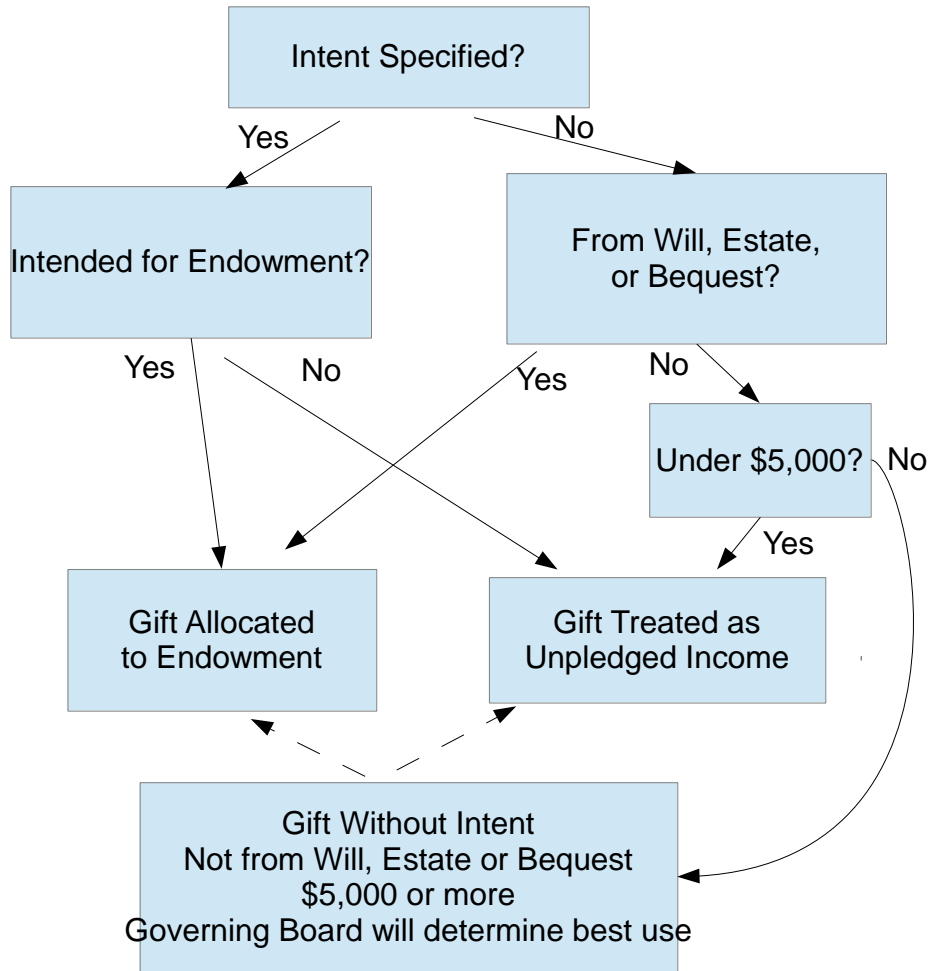 Intent Specified?
Yes
No
Intended for Endowment?
From Will, Estate,
or Bequest?
Yes
No
Yes
No
Under $5,000?
No
Yes
Gift Allocated
to Endowment
Gift Treated as
Unpledged Income
Gift Without Intent
Not from Will, Estate or Bequest
$5,000 or more
Governing Board will determine best use